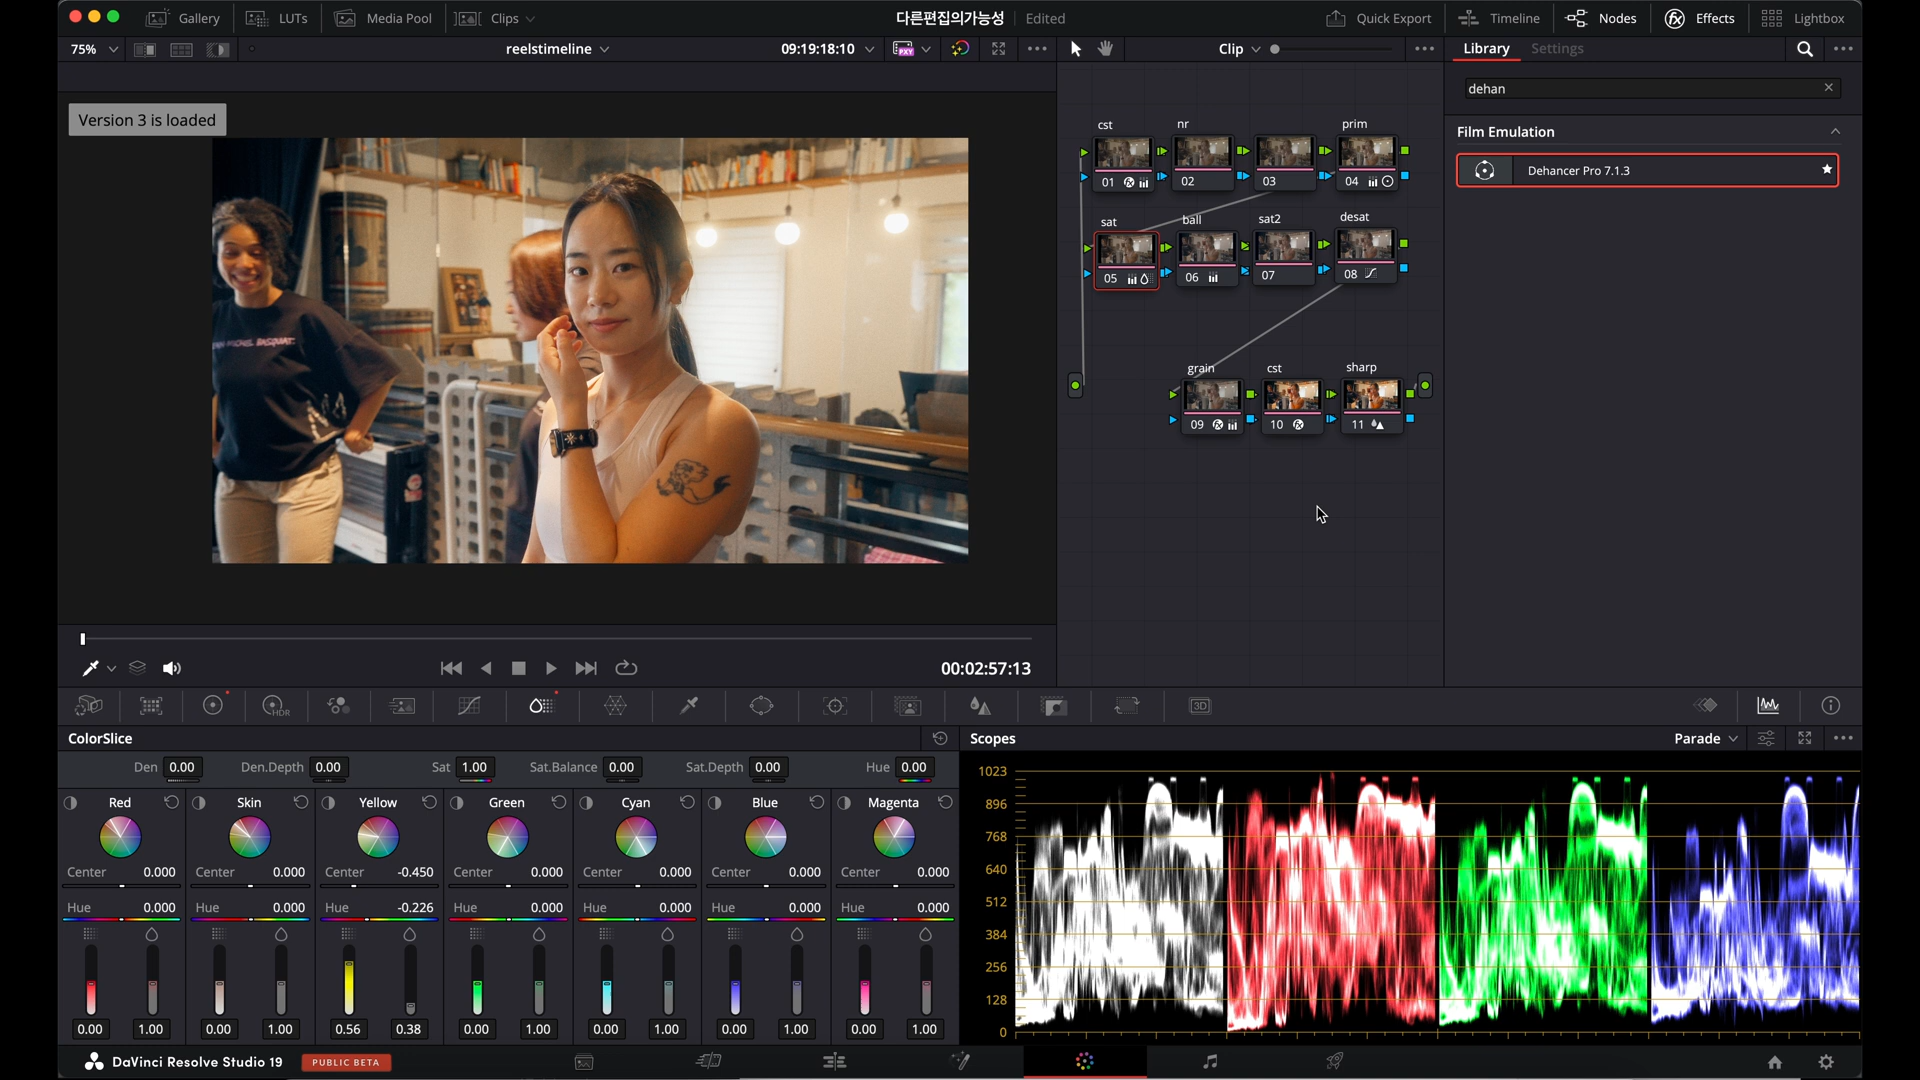 Gallery LUTs Media Pool Clips 다른편집의가능성 Edited Quick Export Timeline Nodes Effects Lightbox
75% reelstimeline 09:19:18:10 PXY Clip Library Settings
dehan
Version 3 is loaded
Film Emulation
Dehancer Pro 7.1.3
cst nr prim
01 02 03 04
sat ball sat2 desat
05 06 07 08
grain cst sharp
09 10 11
00:02:57:13
HDR 3D
ColorSlice Scopes Parade
Den 0.00 Den.Depth 0.00 Sat 1.00 Sat.Balance 0.00 Sat.Depth 0.00 Hue 0.00
Red Skin Yellow Green Cyan Blue Magenta
Center 0.000 Center 0.000 Center -0.450 Center 0.000 Center 0.000 Center 0.000 Center 0.000
Hue 0.000 Hue 0.000 Hue -0.226 Hue 0.000 Hue 0.000 Hue 0.000 Hue 0.000
0.00 1.00 0.00 1.00 0.56 0.38 0.00 1.00 0.00 1.00 0.00 1.00 0.00 1.00
1023
896
768
640
512
384
256
128
0
DaVinci Resolve Studio 19 PUBLIC BETA